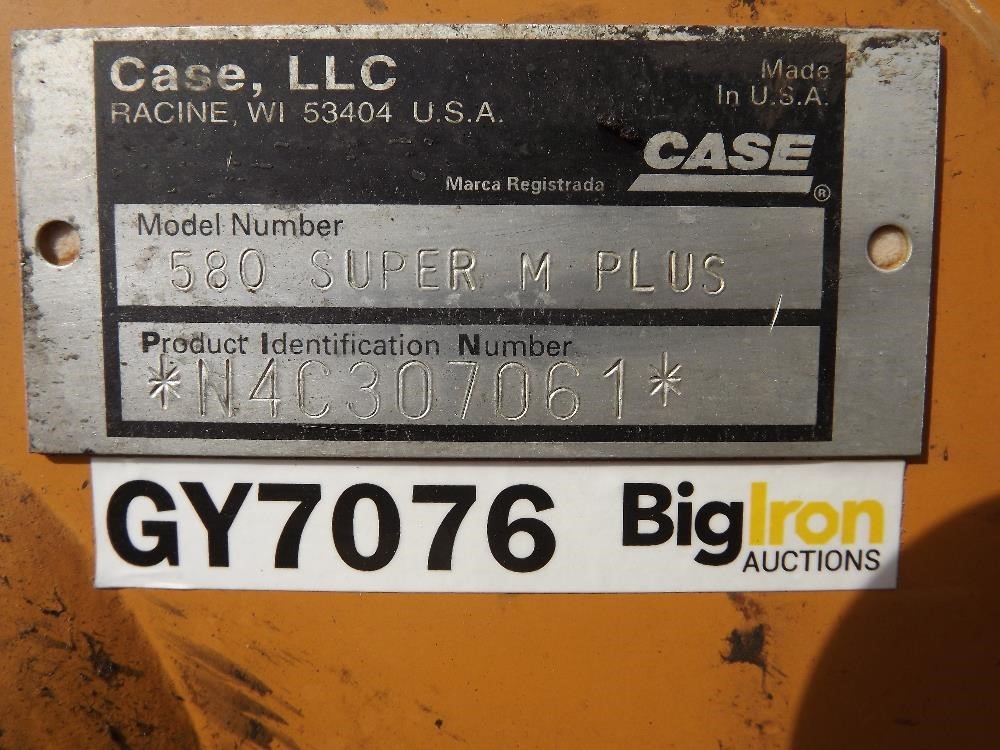 Case, LLC
RACINE, WI 53404 U.S.A.
Made
In U.S.A.
CASE
Marca Registrada
®
Model Number
580 SUPER M PLUS
Product Identification Number
*N4C307061*
GY7076
BigIron
AUCTIONS